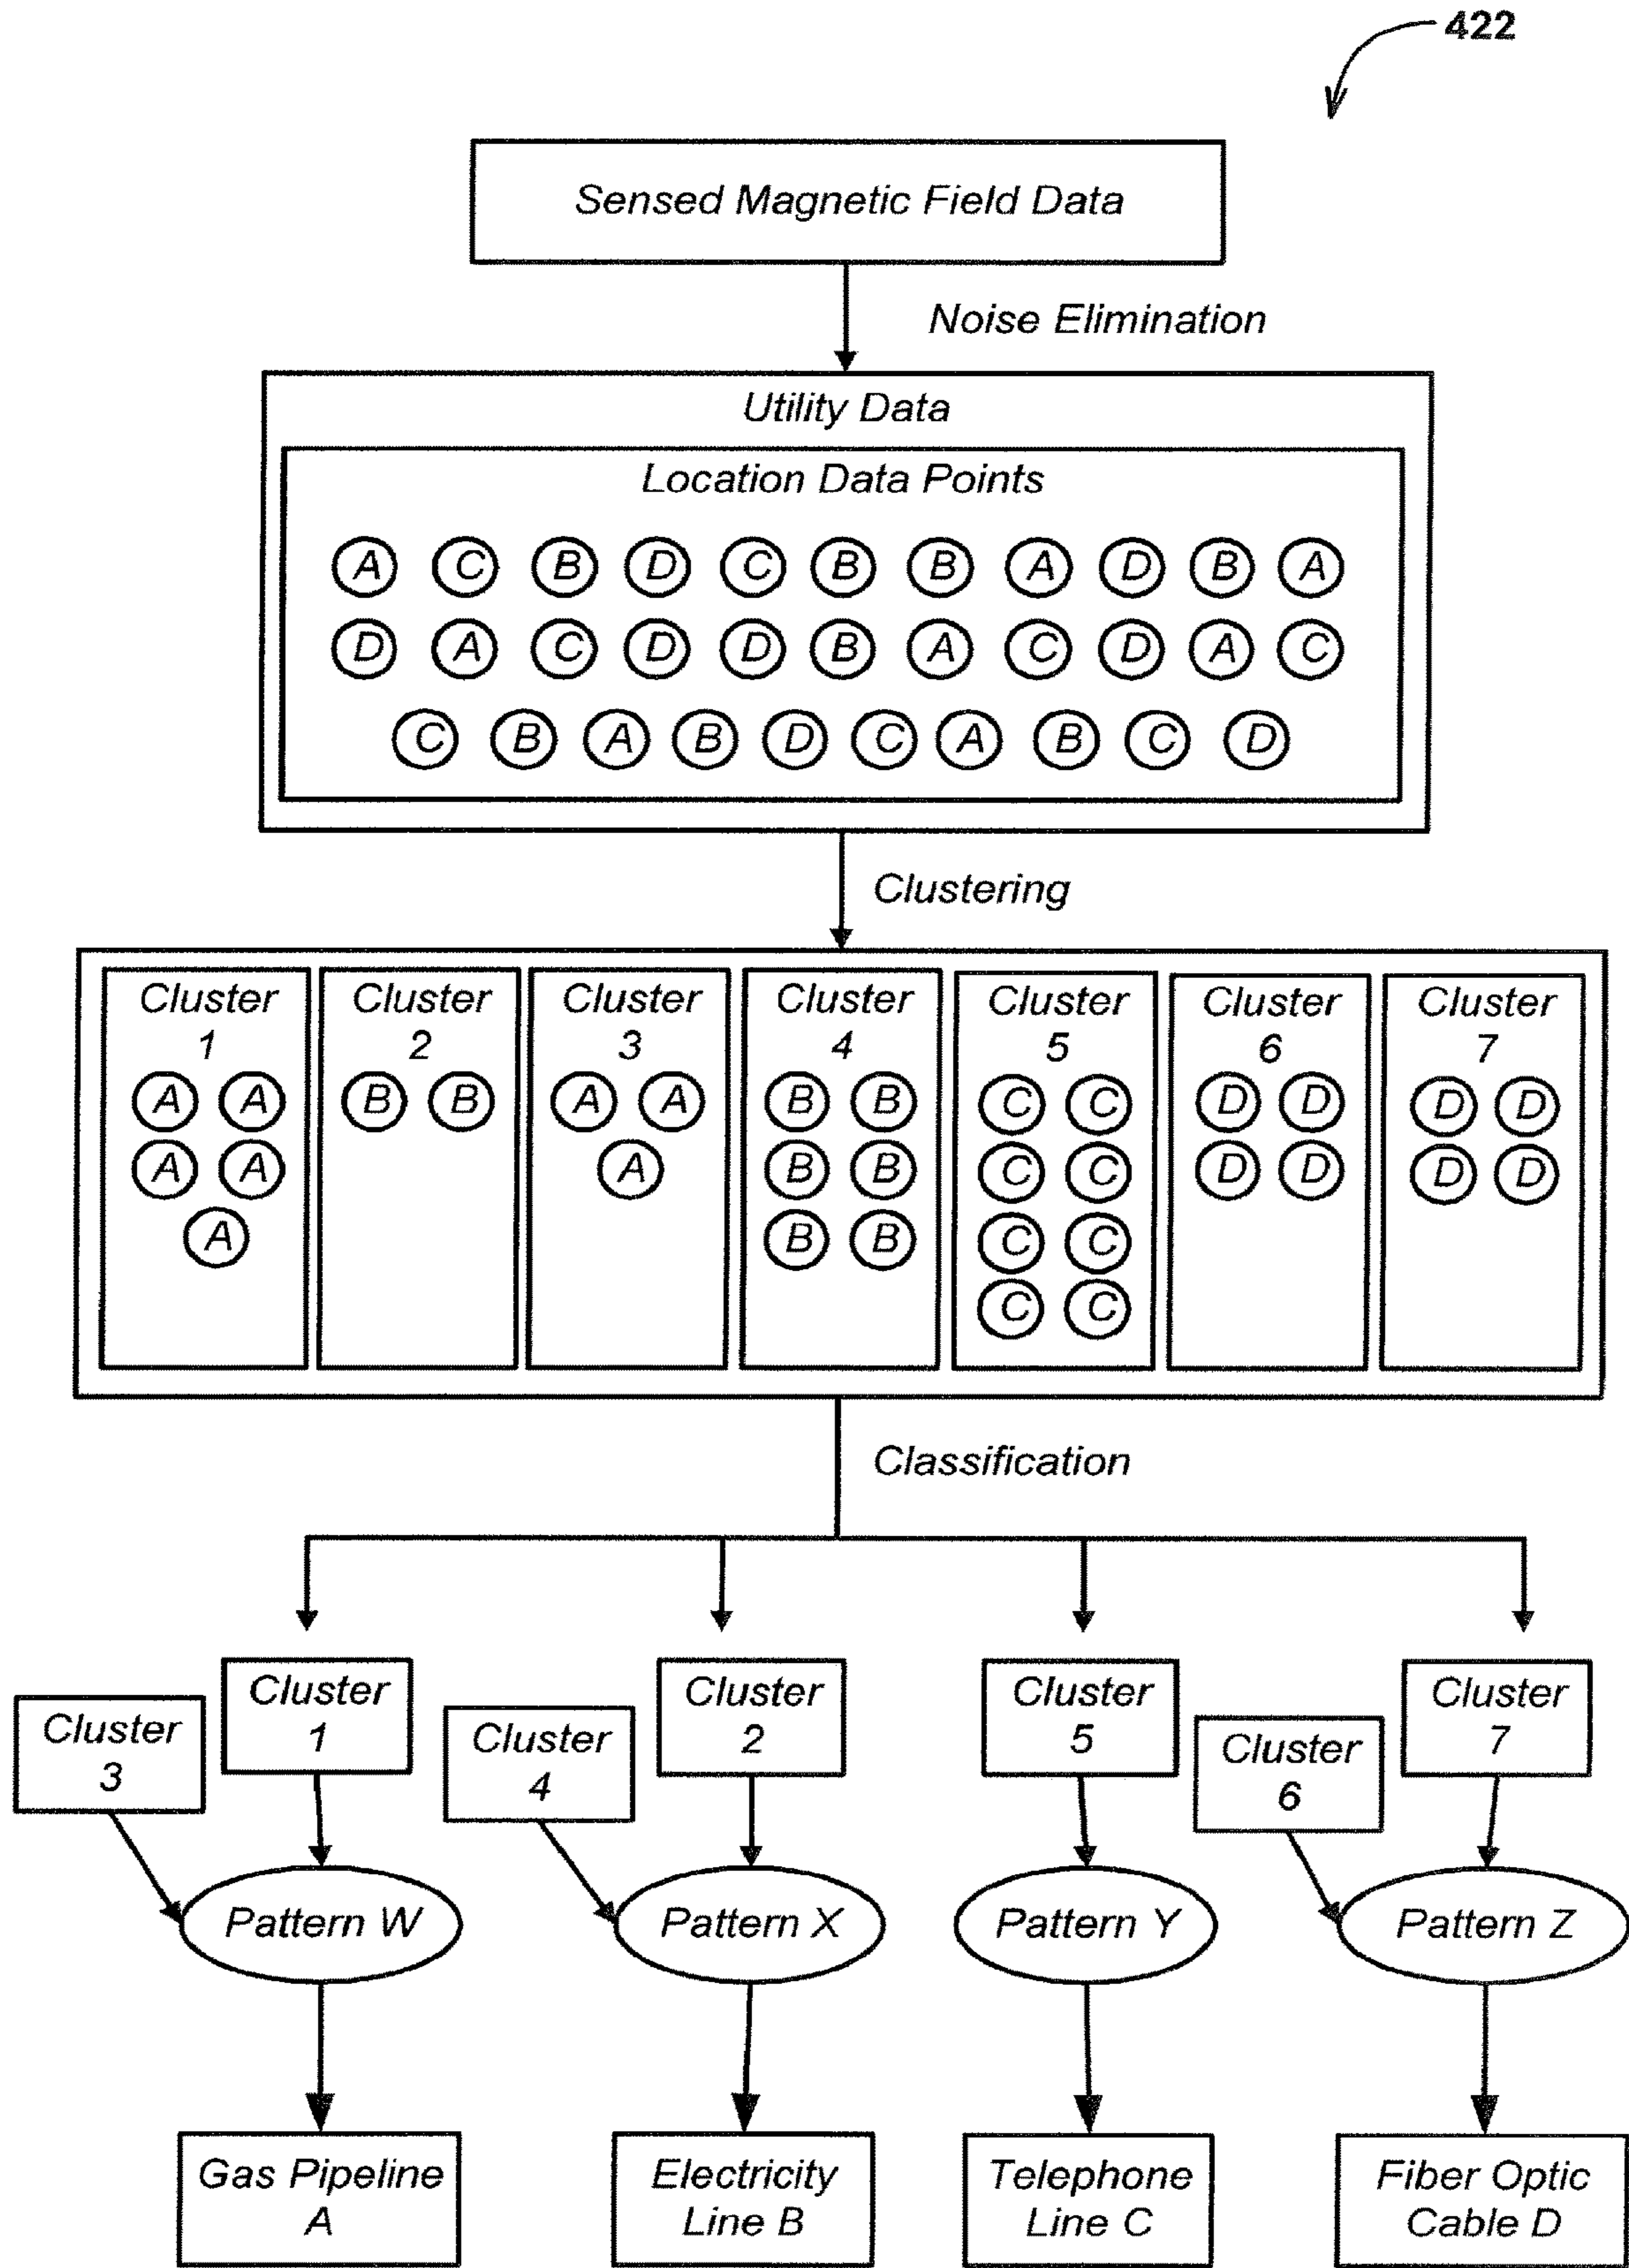 422
Sensed Magnetic Field Data
Noise Elimination
Utility Data
Location Data Points
A C B D C B B A D B A
D A C D D B A C D A C
C B A B D C A B C D
Clustering
Cluster
1
A A
A A
A
Cluster
2
B B
Cluster
3
A A
A
Cluster
4
B B
B B
B B
Cluster
5
C C
C C
C C
C C
Cluster
6
D D
D D
Cluster
7
D D
D D
Classification
Cluster
3
Cluster
1
Cluster
4
Cluster
2
Cluster
5
Cluster
6
Cluster
7
Pattern W
Pattern X
Pattern Y
Pattern Z
Gas Pipeline
A
Electricity
Line B
Telephone
Line C
Fiber Optic
Cable D